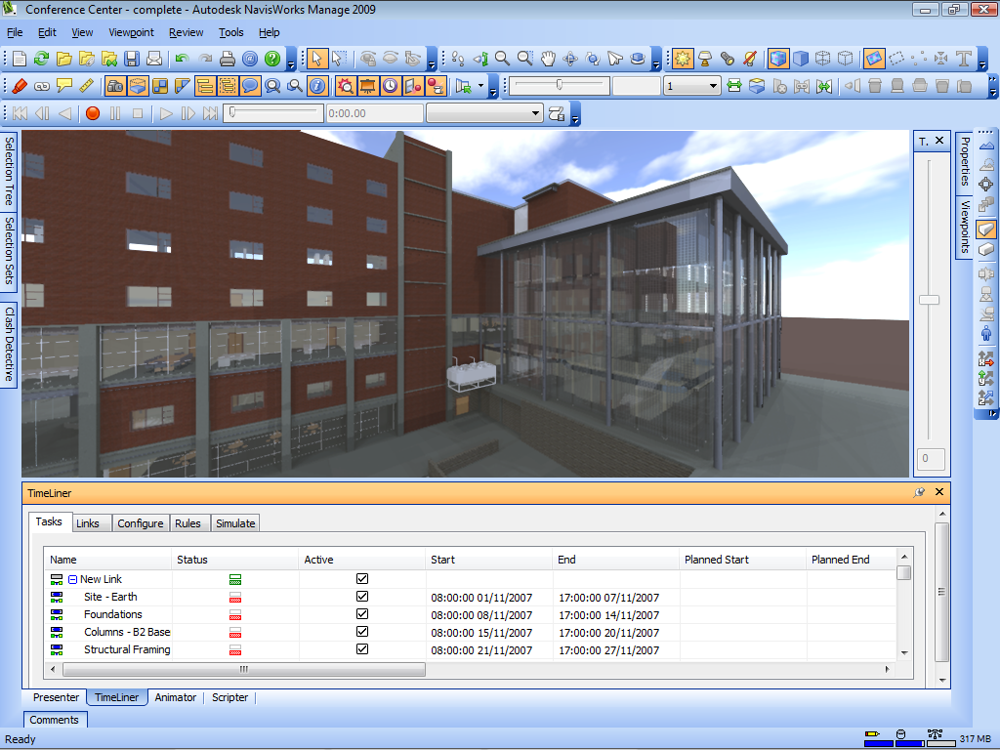 Conference Center - complete - Autodesk NavisWorks Manage 2009
File Edit View Viewpoint Review Tools Help
1
0:00.00
Selection Tree
Selection Sets
Clash Detective
T.
0
Properties
Viewpoints
TimeLiner
Tasks Links Configure Rules Simulate
Name Status Active Start End Planned Start Planned End
New Link
Site - Earth 08:00:00 01/11/2007 17:00:00 07/11/2007
Foundations 08:00:00 08/11/2007 17:00:00 14/11/2007
Columns - B2 Base 08:00:00 15/11/2007 17:00:00 20/11/2007
Structural Framing 08:00:00 21/11/2007 17:00:00 27/11/2007
Presenter TimeLiner Animator Scripter
Comments
Ready 317 MB